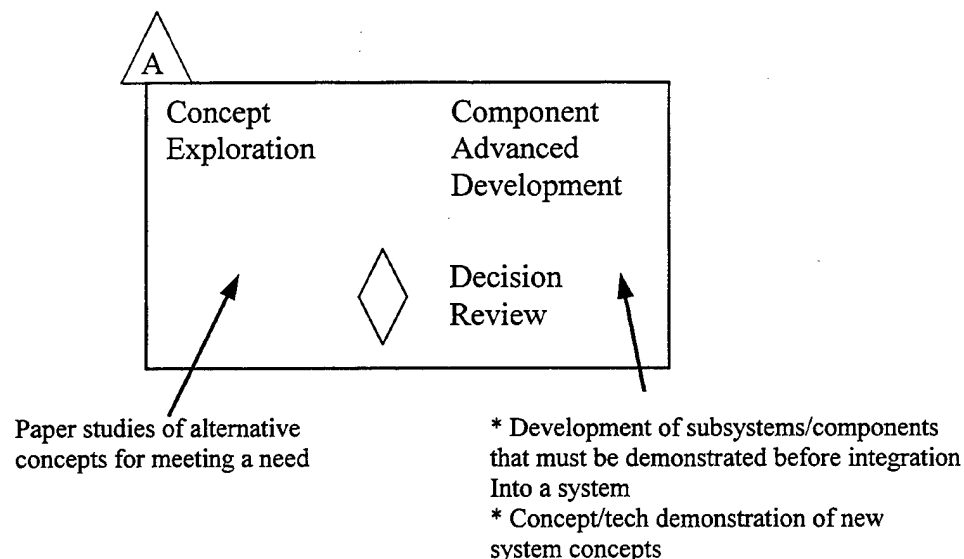 A
Concept
Exploration
Component
Advanced
Development
Decision
Review
Paper studies of alternative
concepts for meeting a need
* Development of subsystems/components
that must be demonstrated before integration
Into a system
* Concept/tech demonstration of new
system concepts